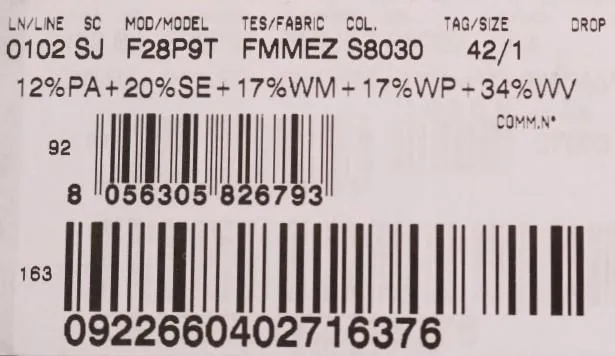 LN/LINE SC MOD/MODEL TES/FABRIC COL. TAG/SIZE DROP
0102 SJ F28P9T FMMEZ S8030 42/1
12%PA+20%SE+17%WM+17%WP+34%WV
COMM.N°
92
8 056305 826793
163
09226660402716376